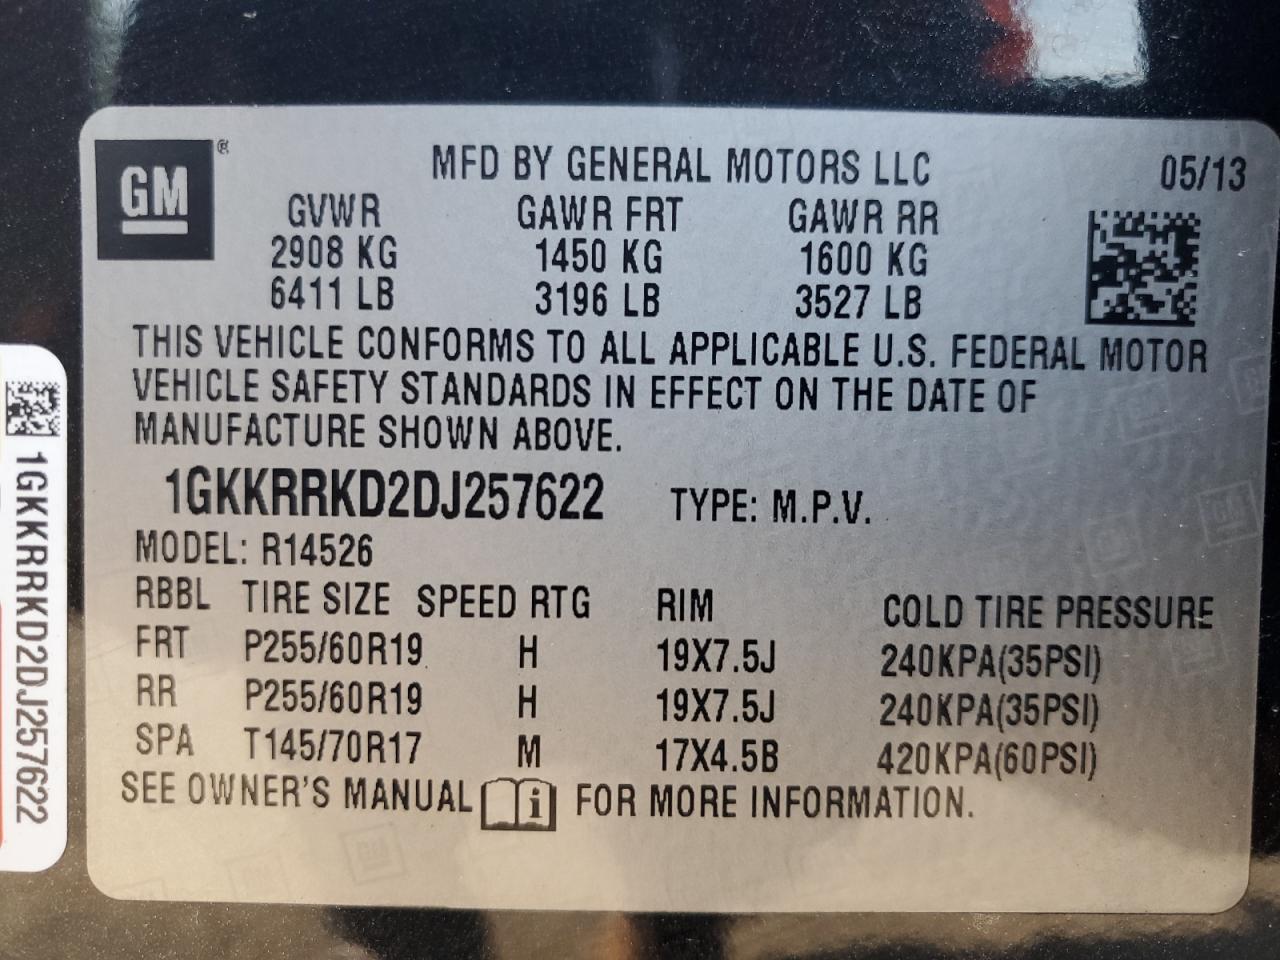 GM®
MFD BY GENERAL MOTORS LLC 05/13
GVWR GAWR FRT GAWR RR
2908 KG 1450 KG 1600 KG
6411 LB 3196 LB 3527 LB
THIS VEHICLE CONFORMS TO ALL APPLICABLE U.S. FEDERAL MOTOR
VEHICLE SAFETY STANDARDS IN EFFECT ON THE DATE OF
MANUFACTURE SHOWN ABOVE.
1GKKRRKD2DJ257622 TYPE: M.P.V.
MODEL: R14526
RBBL TIRE SIZE SPEED RTG RIM COLD TIRE PRESSURE
FRT P255/60R19 H 19X7.5J 240KPA(35PSI)
RR P255/60R19 H 19X7.5J 240KPA(35PSI)
SPA T145/70R17 M 17X4.5B 420KPA(60PSI)
SEE OWNER'S MANUAL i FOR MORE INFORMATION.
1GKKRRKD2DJ257622